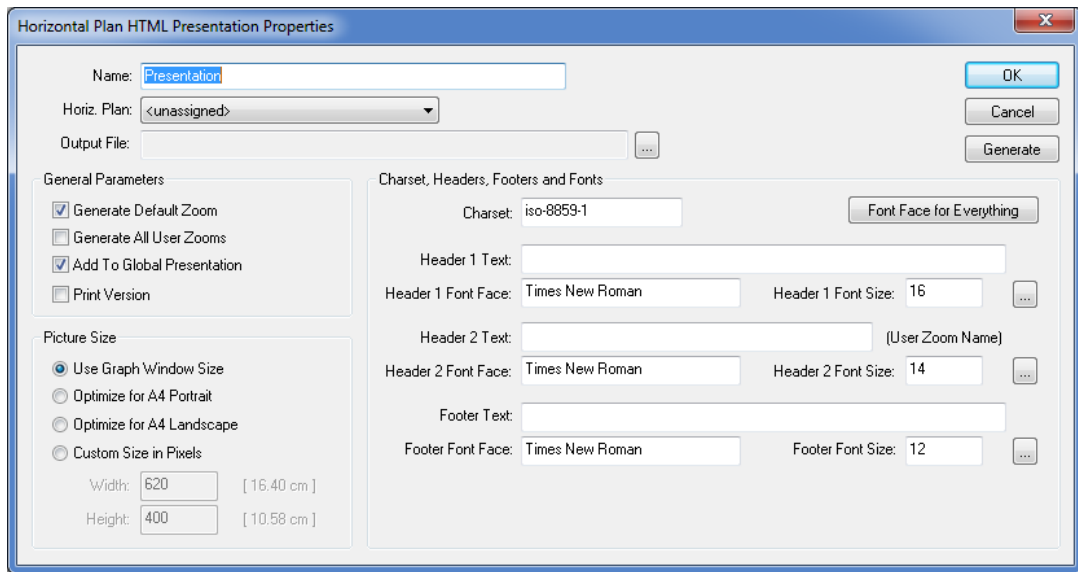 Horizontal Plan HTML Presentation Properties
Name: Presentation
OK
Horiz. Plan: <unassigned>
Cancel
Output File: ...
Generate
General Parameters
Generate Default Zoom
Generate All User Zooms
Add To Global Presentation
Print Version
Picture Size
Use Graph Window Size
Optimize for A4 Portrait
Optimize for A4 Landscape
Custom Size in Pixels
Width: 620 [ 16.40 cm ]
Height: 400 [ 10.58 cm ]
Charset, Headers, Footers and Fonts
Charset: iso-8859-1 Font Face for Everything
Header 1 Text:
Header 1 Font Face: Times New Roman Header 1 Font Size: 16 ...
Header 2 Text: (User Zoom Name)
Header 2 Font Face: Times New Roman Header 2 Font Size: 14 ...
Footer Text:
Footer Font Face: Times New Roman Footer Font Size: 12 ...